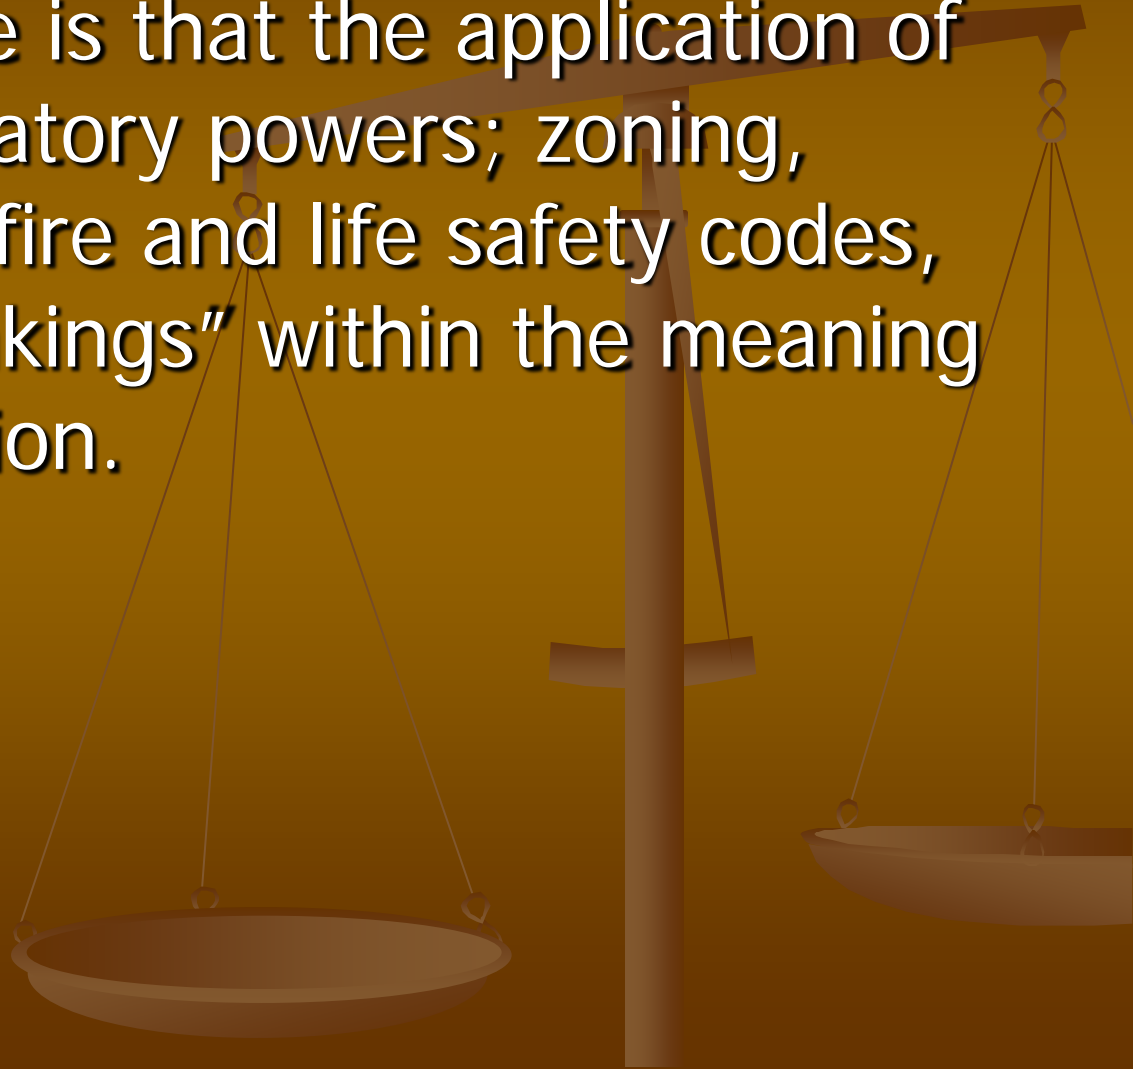 e is that the application of
atory powers; zoning,
fire and life safety codes,
kings” within the meaning
ion.